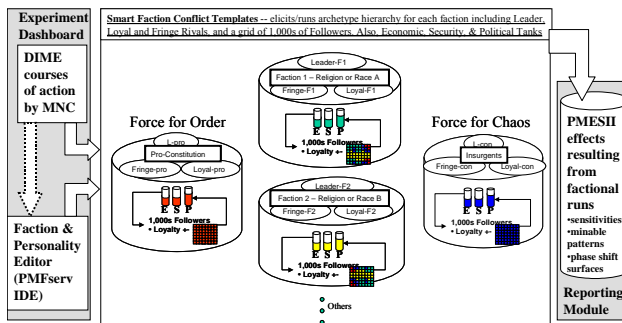 Experiment
Dashboard
DIME
courses
of action
by MNC
Faction &
Personality
Editor
(PMFserv
IDE)
Smart Faction Conflict Templates -- elicits/runs archetype hierarchy for each faction including Leader,
Loyal and Fringe Rivals, and a grid of 1,000s of Followers. Also, Economic, Security, & Political Tanks
Leader-F1
Faction 1 – Religion or Race A
Fringe-F1 Loyal-F1
E S P
1,000s Followers
• Loyalty +-
Force for Order
L-pro
Pro-Constitution
Fringe-pro Loyal-pro
E S P
1,000s Followers
• Loyalty +-
Leader-F2
Faction 2 – Religion or Race B
Fringe-F2 Loyal-F2
E S P
1,000s Followers
• Loyalty +-
Others
Force for Chaos
L-con
Insurgents
Fringe-con Loyal-con
E S P
1,000s Followers
• Loyalty +-
PMESII
effects
resulting
from
factional
runs
•sensitivities
•minable
patterns
•phase shift
surfaces
Reporting
Module